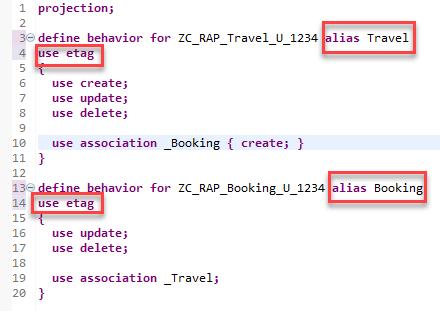 1 projection;
2
3 define behavior for ZC_RAP_Travel_U_1234 alias Travel
4 use etag
5 {
6 use create;
7 use update;
8 use delete;
9
10 use association _Booking { create; }
11 }
12
13 define behavior for ZC_RAP_Booking_U_1234 alias Booking
14 use etag
15 {
16 use update;
17 use delete;
18
19 use association _Travel;
20 }